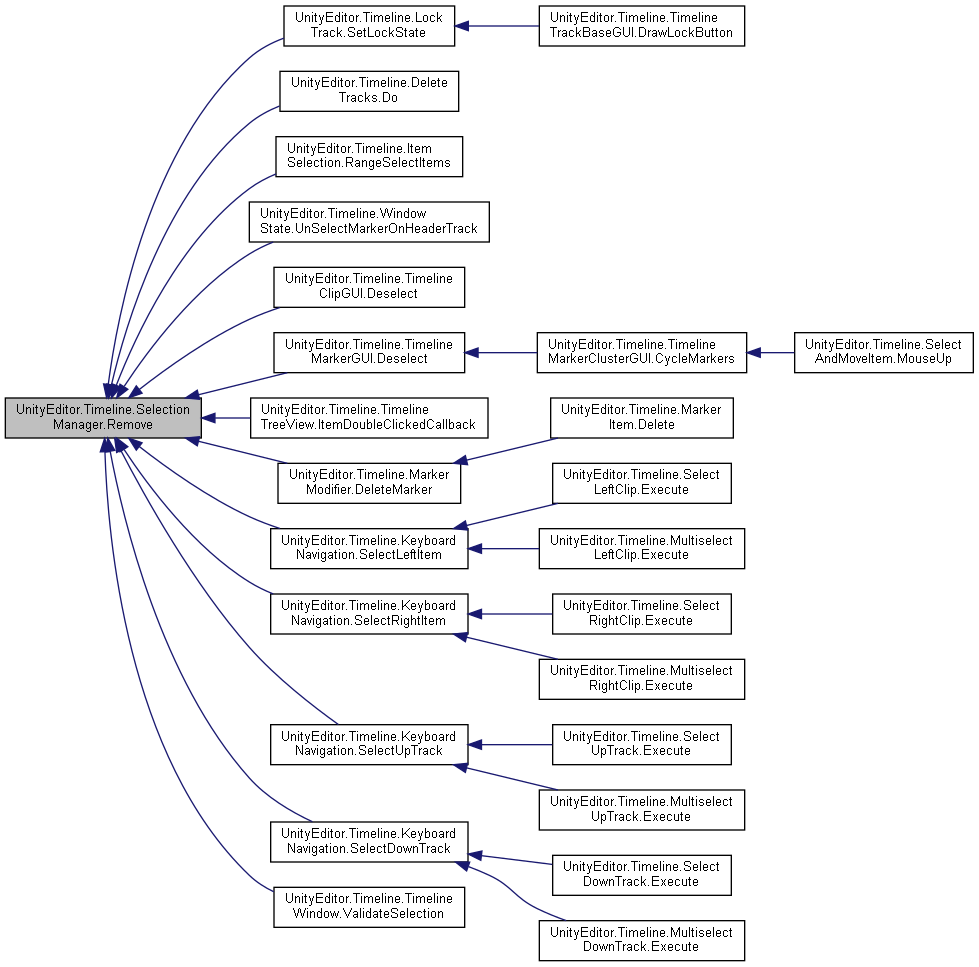 UnityEditor.Timeline.Lock
Track.SetLockState
UnityEditor.Timeline.Timeline
TrackBaseGUI.DrawLockButton
UnityEditor.Timeline.Delete
Tracks.Do
UnityEditor.Timeline.Item
Selection.RangeSelectItems
UnityEditor.Timeline.Window
State.UnSelectMarkerOnHeaderTrack
UnityEditor.Timeline.Timeline
ClipGUI.Deselect
UnityEditor.Timeline.Timeline
MarkerGUI.Deselect
UnityEditor.Timeline.Timeline
MarkerClusterGUI.CycleMarkers
UnityEditor.Timeline.Select
AndMoveItem.MouseUp
UnityEditor.Timeline.Selection
Manager.Remove
UnityEditor.Timeline.Timeline
TreeView.ItemDoubleClickedCallback
UnityEditor.Timeline.Marker
Item.Delete
UnityEditor.Timeline.Marker
Modifier.DeleteMarker
UnityEditor.Timeline.Select
LeftClip.Execute
UnityEditor.Timeline.Keyboard
Navigation.SelectLeftItem
UnityEditor.Timeline.Multiselect
LeftClip.Execute
UnityEditor.Timeline.Keyboard
Navigation.SelectRightItem
UnityEditor.Timeline.Select
RightClip.Execute
UnityEditor.Timeline.Multiselect
RightClip.Execute
UnityEditor.Timeline.Keyboard
Navigation.SelectUpTrack
UnityEditor.Timeline.Select
UpTrack.Execute
UnityEditor.Timeline.Multiselect
UpTrack.Execute
UnityEditor.Timeline.Keyboard
Navigation.SelectDownTrack
UnityEditor.Timeline.Select
DownTrack.Execute
UnityEditor.Timeline.Timeline
Window.ValidateSelection
UnityEditor.Timeline.Multiselect
DownTrack.Execute